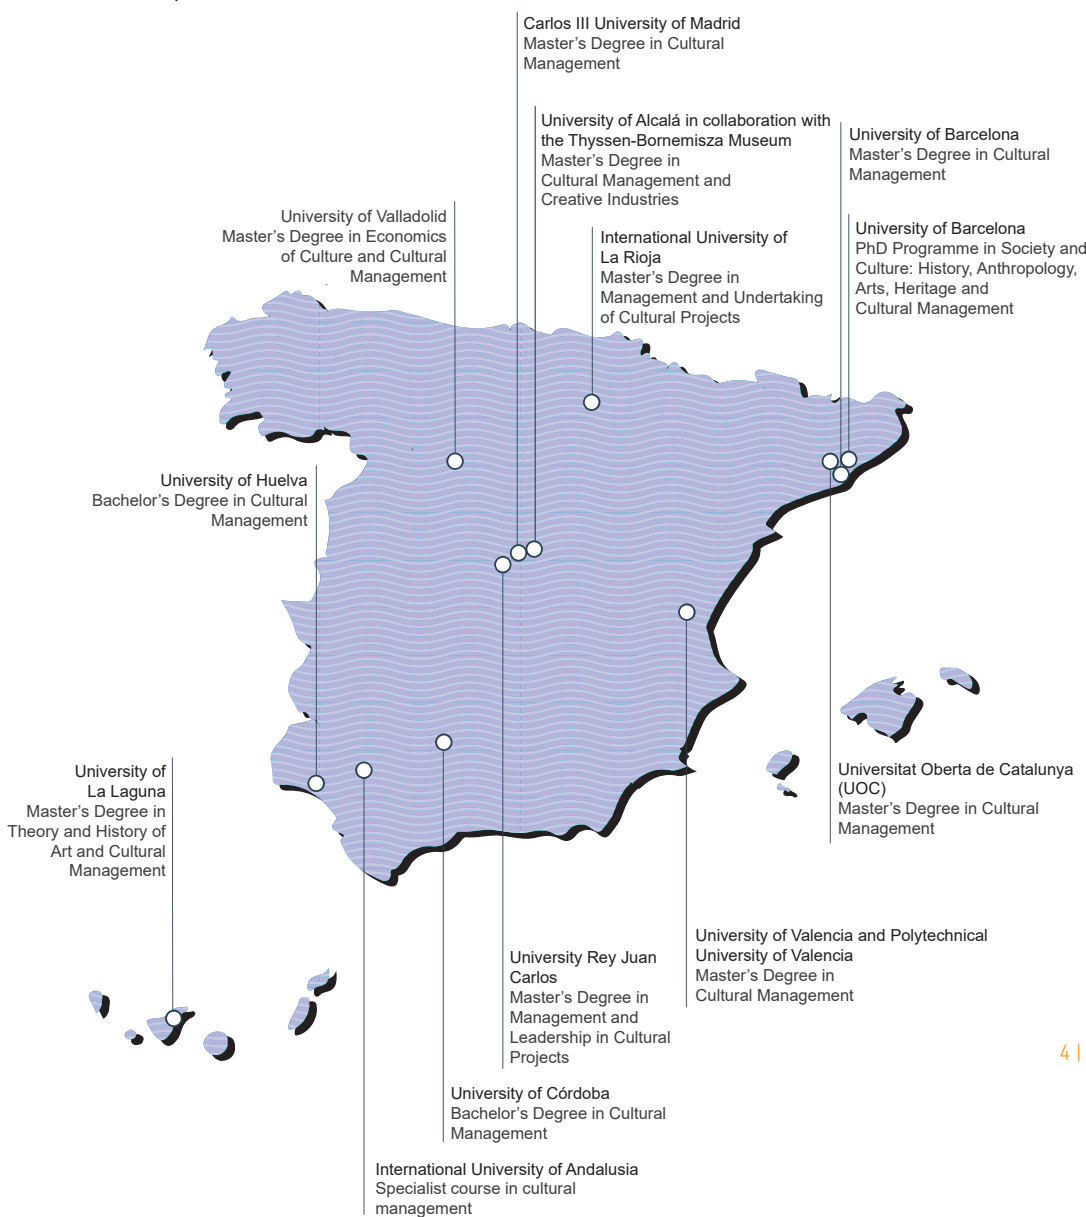 Carlos III University of Madrid
Master’s Degree in Cultural
Management
University of Alcalá in collaboration with
the Thyssen-Bornemisza Museum
Master’s Degree in
Cultural Management and
Creative Industries
University of Barcelona
Master’s Degree in Cultural
Management
University of Valladolid
Master’s Degree in Economics
of Culture and Cultural
Management
International University of
La Rioja
Master’s Degree in
Management and Undertaking
of Cultural Projects
University of Barcelona
PhD Programme in Society and
Culture: History, Anthropology,
Arts, Heritage and
Cultural Management
University of Huelva
Bachelor’s Degree in Cultural
Management
University of
La Laguna
Master’s Degree in
Theory and History of
Art and Cultural
Management
Universitat Oberta de Catalunya
(UOC)
Master’s Degree in Cultural
Management
University of Valencia and Polytechnical
University of Valencia
Master’s Degree in
Cultural Management
University Rey Juan
Carlos
Master’s Degree in
Management and
Leadership in Cultural
Projects
4 |
University of Córdoba
Bachelor’s Degree in Cultural
Management
International University of Andalusia
Specialist course in cultural
management